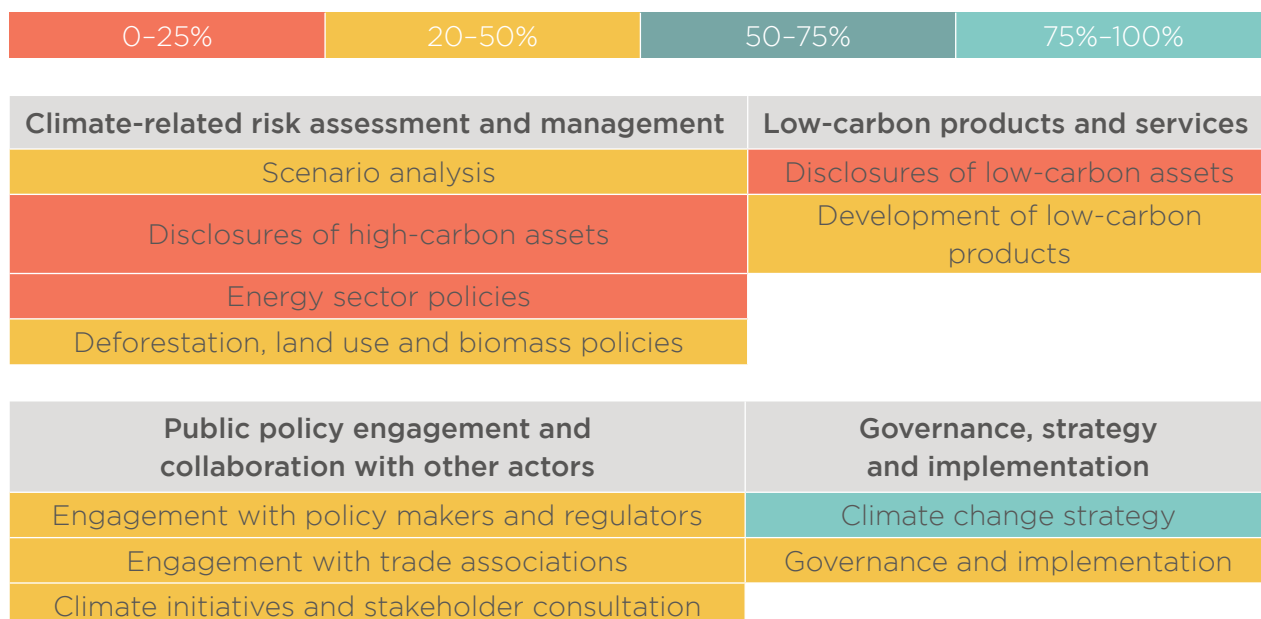 0–25%
20–50%
50–75%
75%–100%
Climate-related risk assessment and management
Low-carbon products and services
Scenario analysis
Disclosures of low-carbon assets
Disclosures of high-carbon assets
Development of low-carbon
products
Energy sector policies
Deforestation, land use and biomass policies
Public policy engagement and
collaboration with other actors
Governance, strategy
and implementation
Engagement with policy makers and regulators
Climate change strategy
Engagement with trade associations
Governance and implementation
Climate initiatives and stakeholder consultation